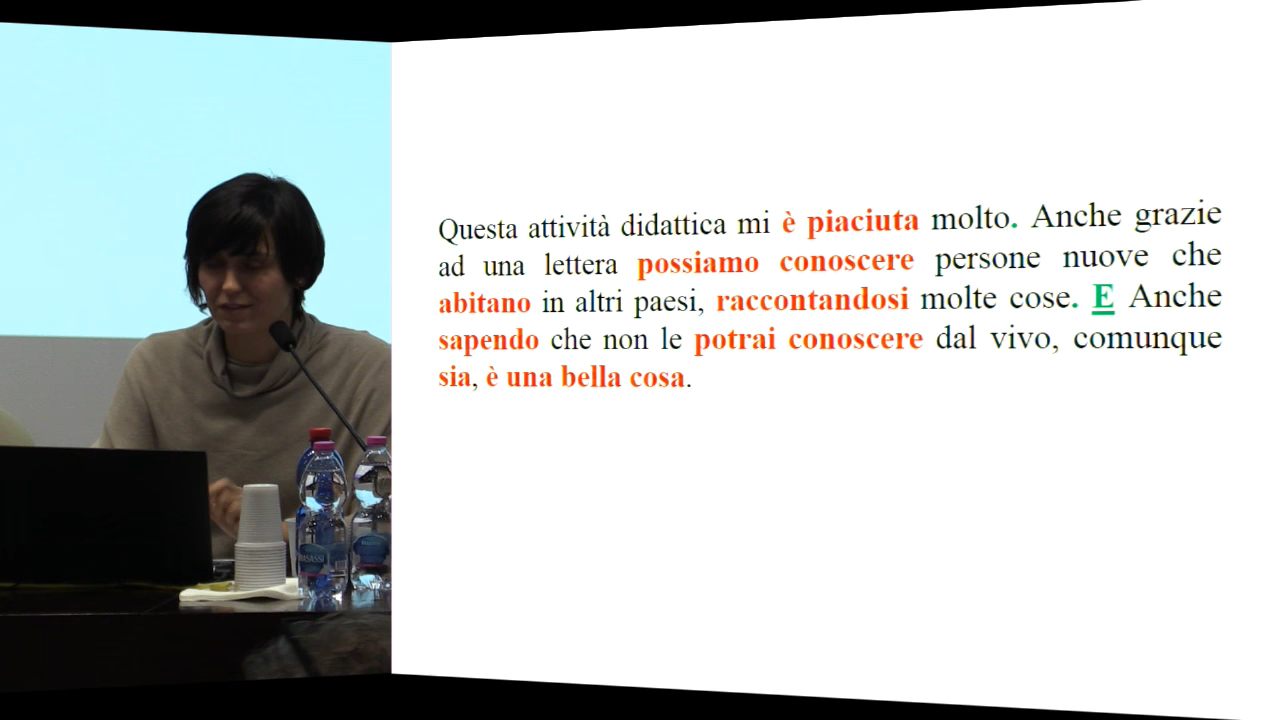 Questa attività didattica mi è piaciuta molto. Anche grazie
ad una lettera possiamo conoscere persone nuove che
abitano in altri paesi, raccontandosi molte cose. E Anche
sapendo che non le potrai conoscere dal vivo, comunque
sia, è una bella cosa.